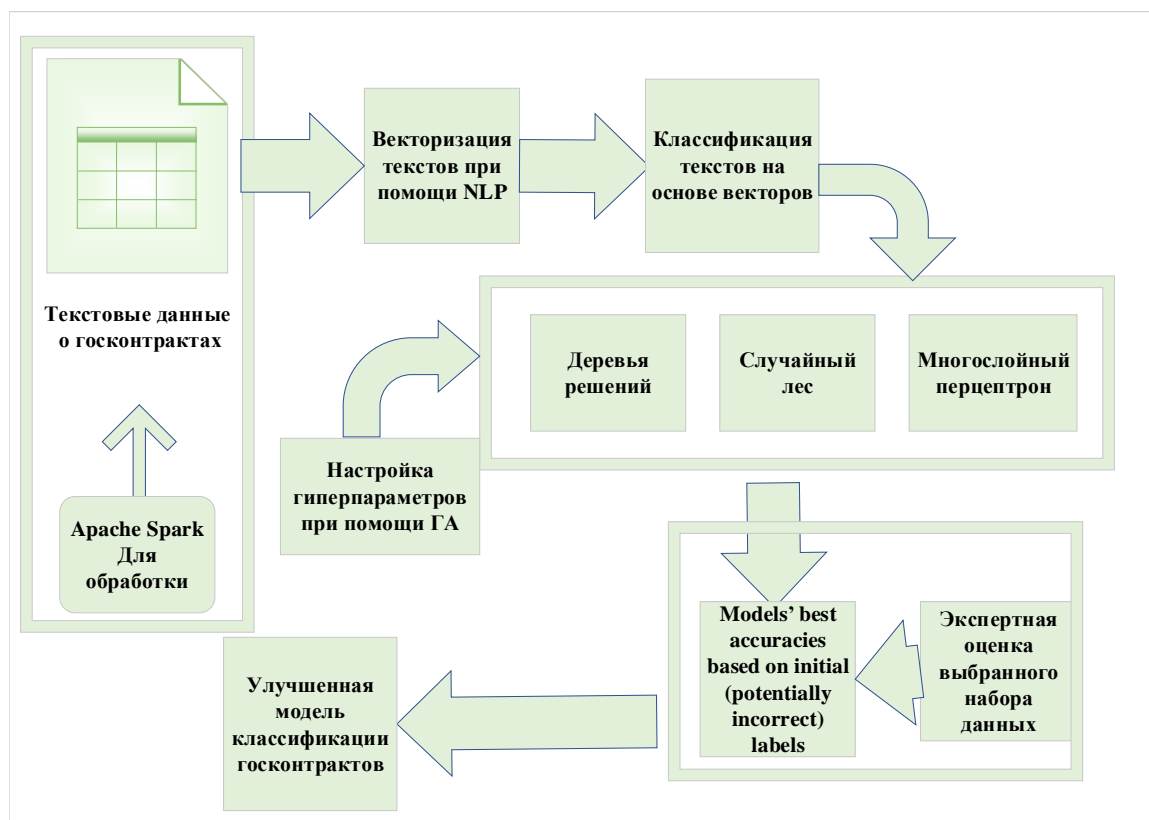 Векторизация
текстов при
помощи NLP
Классификация
текстов на
основе векторов
Текстовые данные
о госконтрактах
Деревья
решений
Случайный
лес
Многослойный
перцептрон
Настройка
гиперпараметров
при помощи ГА
Apache Spark
Для
обработки
Models’ best
accuracies
based on initial
(potentially
incorrect)
labels
Экспертная
оценка
выбранного
набора
данных
Улучшенная
модель
классификации
госконтрактов